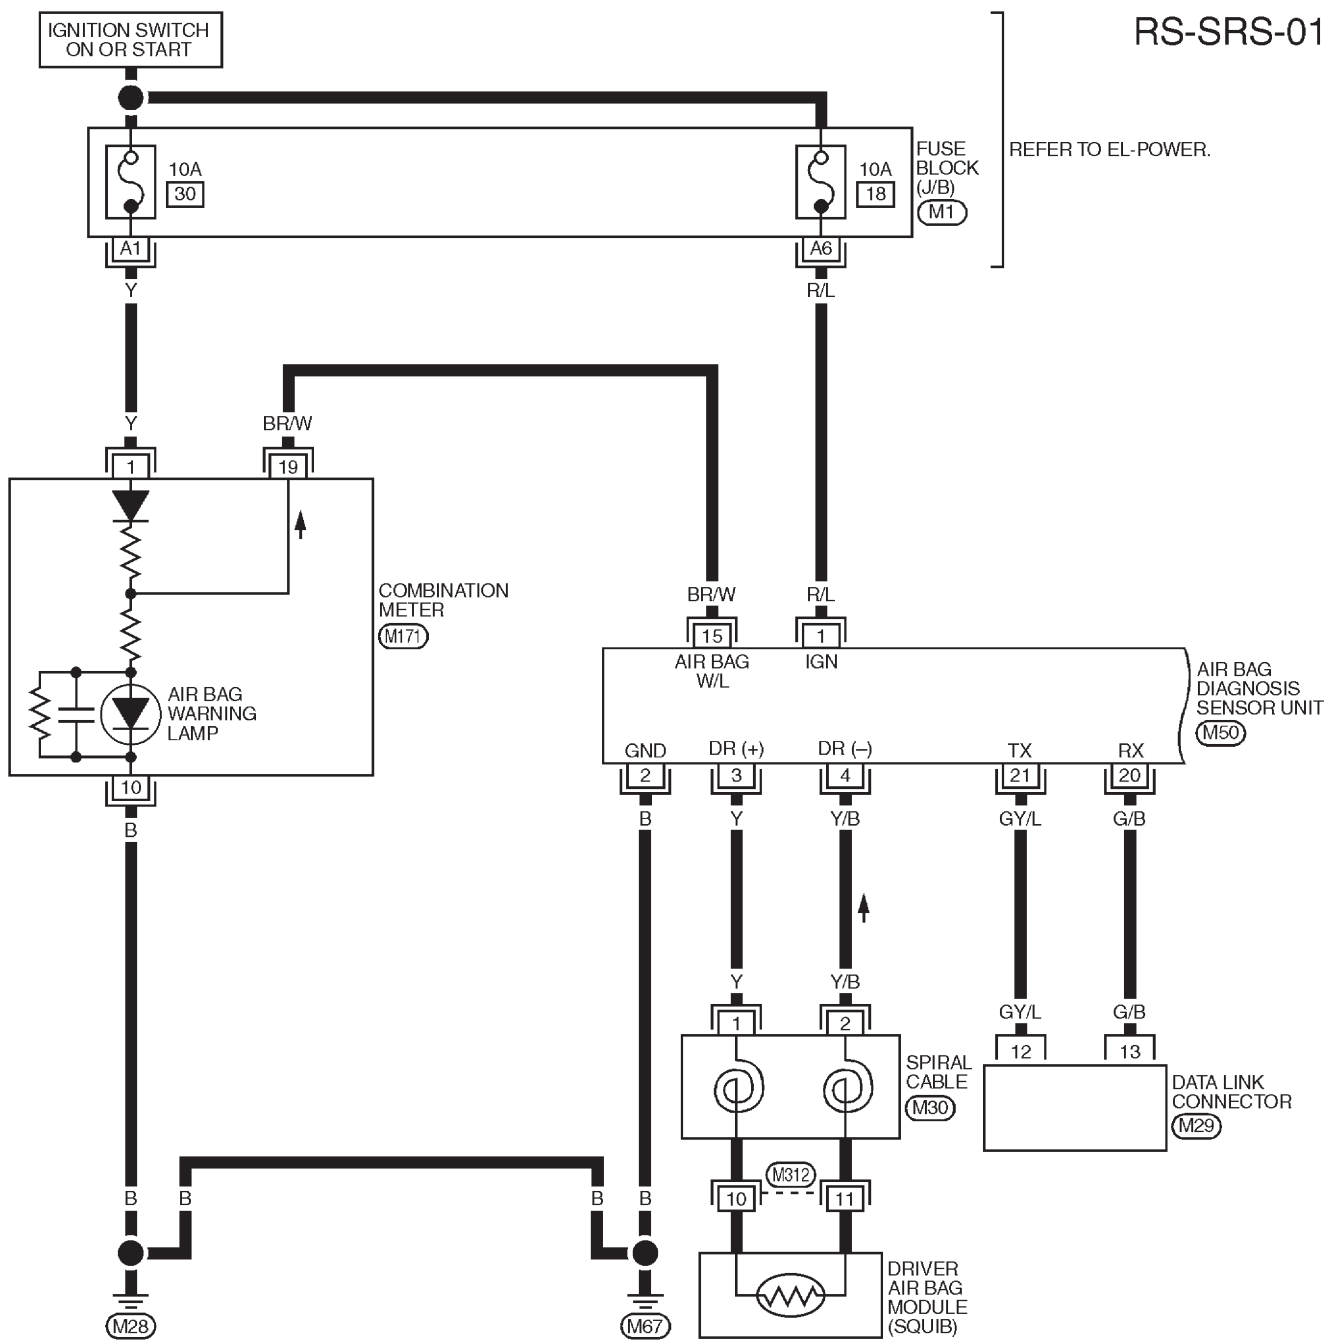 RS-SRS-01
IGNITION SWITCH
ON OR START
REFER TO EL-POWER.
FUSE
BLOCK
(J/B)
M1
10A
30
10A
18
A1
A6
Y
R/L
Y
BR/W
1
19
COMBINATION
METER
M171
AIR BAG
WARNING
LAMP
10
B
BR/W
R/L
15
1
AIR BAG
W/L
IGN
AIR BAG
DIAGNOSIS
SENSOR UNIT
M50
GND
DR (+)
DR (–)
TX
RX
2
3
4
21
20
B
Y
Y/B
GY/L
G/B
Y
Y/B
GY/L
G/B
1
2
12
13
SPIRAL
CABLE
M30
DATA LINK
CONNECTOR
M29
M312
10
11
B
B
B
B
DRIVER
AIR BAG
MODULE
(SQUIB)
M28
M67